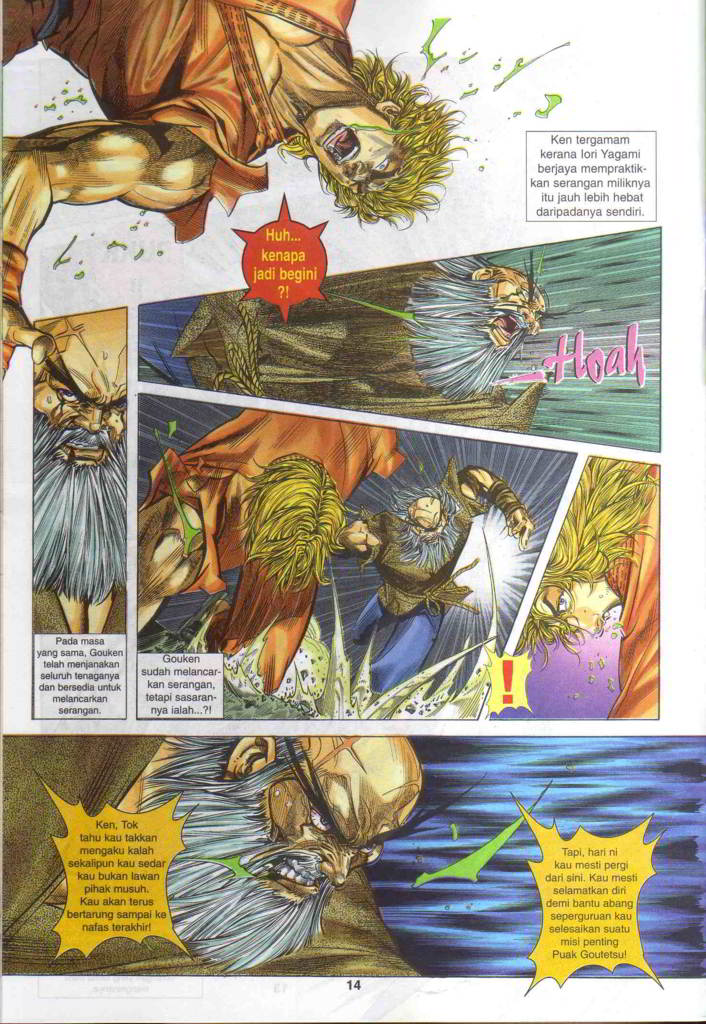 Ken tergamam
kerana Iori Yagami
berjaya mempraktik-
kan serangan miliknya
itu jauh lebih hebat
daripadanya sendiri.
Huh...
kenapa
jadi begini
?!
Hoah
Pada masa
yang sama, Gouken
telah menjanakan
seluruh tenaganya
dan bersedia untuk
melancarkan
serangan.
Gouken
sudah melancar-
kan serangan,
tetapi sasaran-
nya ialah...?!
!
Ken, Tok
tahu kau takkan
mengaku kalah
sekalipun kau sedar
kau bukan lawan
pihak musuh.
Kau akan terus
bertarung sampai ke
nafas terakhir!
Tapi, hari ni
kau mesti pergi
dari sini. Kau mesti
selamatkan diri
demi bantu abang
seperguruan kau
selesaikan suatu
misi penting
Puak Goutetsu!
14